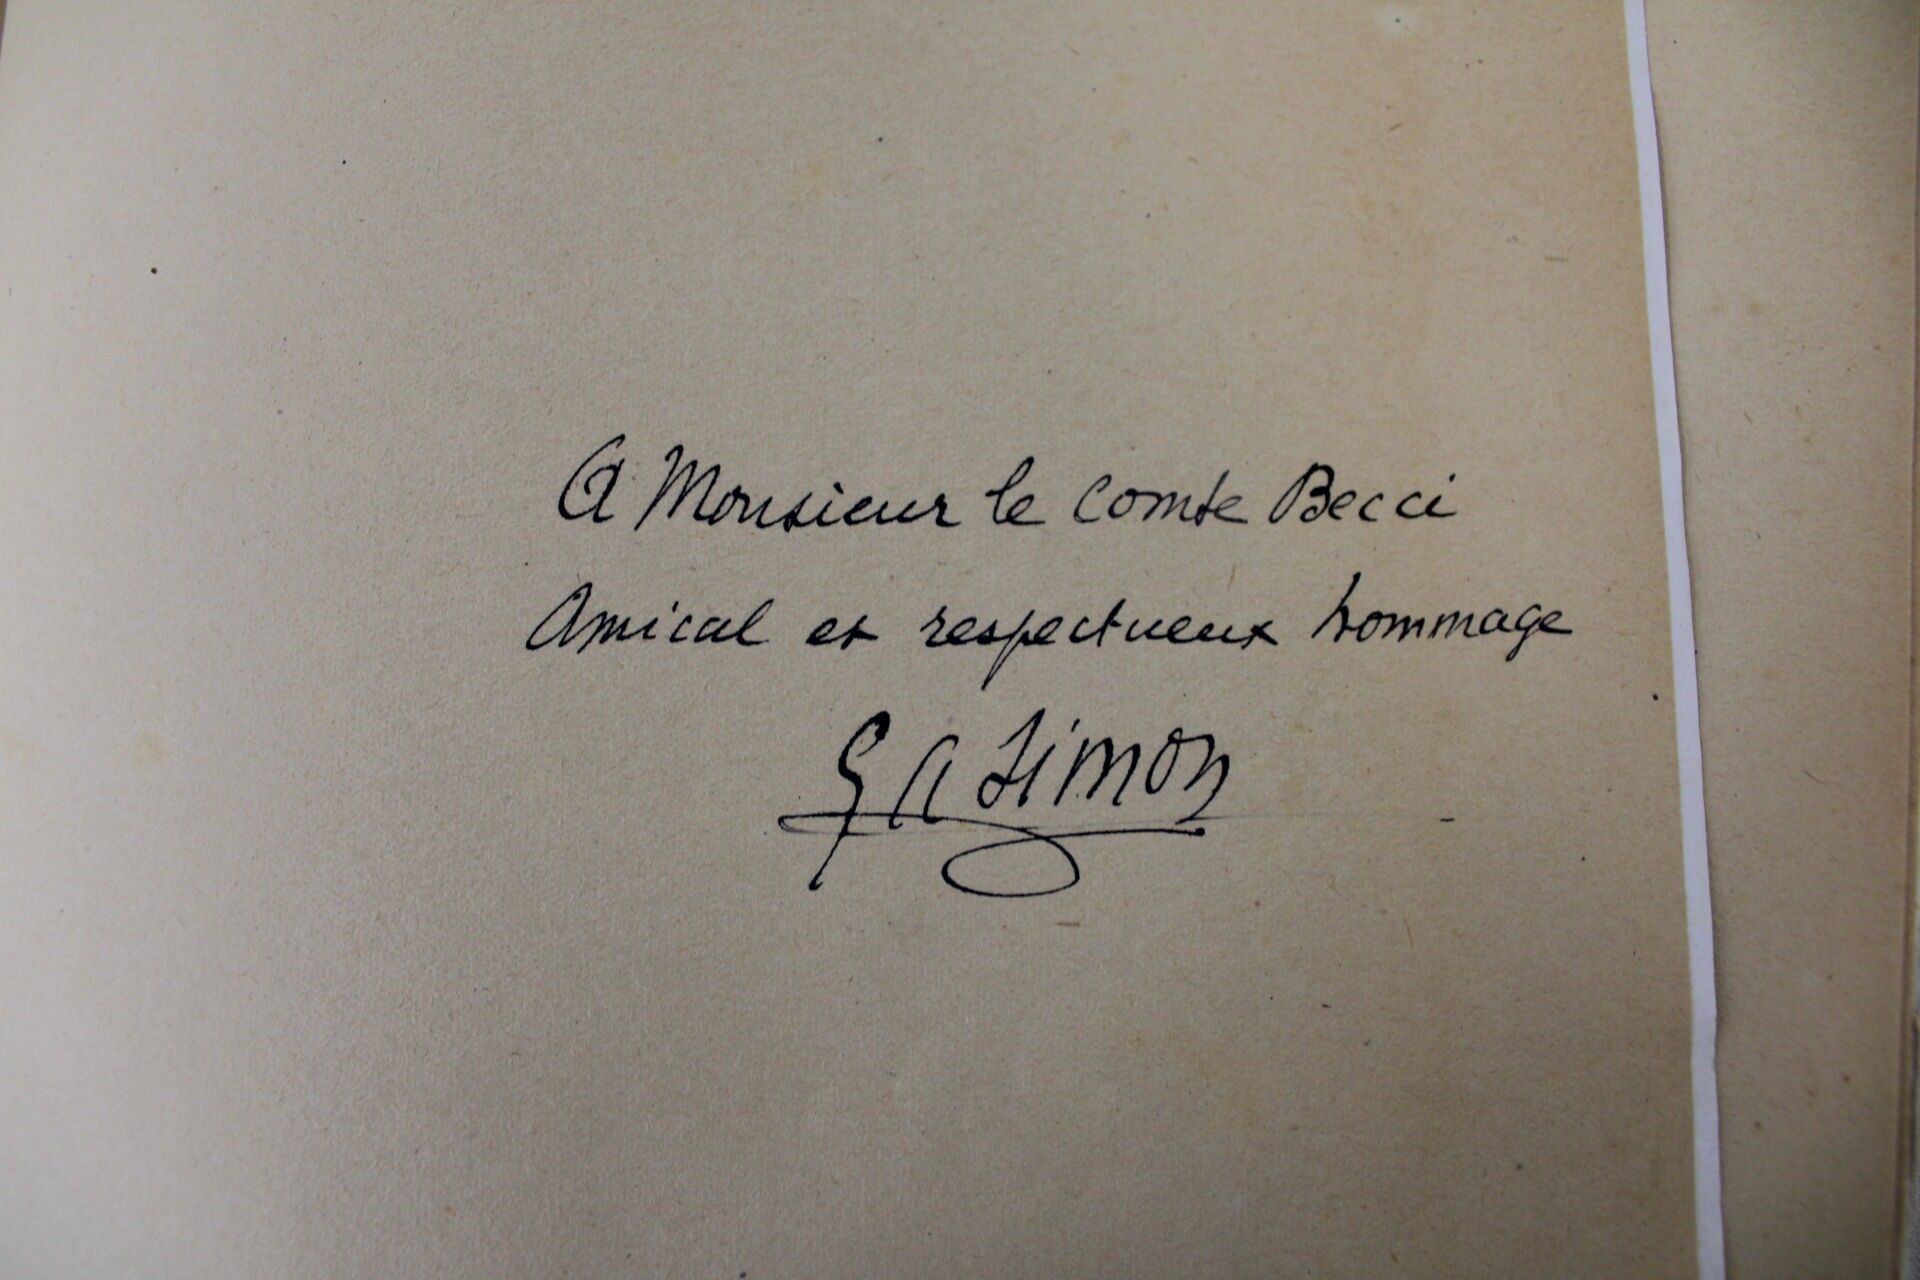 A Monsieur le Comte Becci
Amical et respectueux hommage
G A Simon